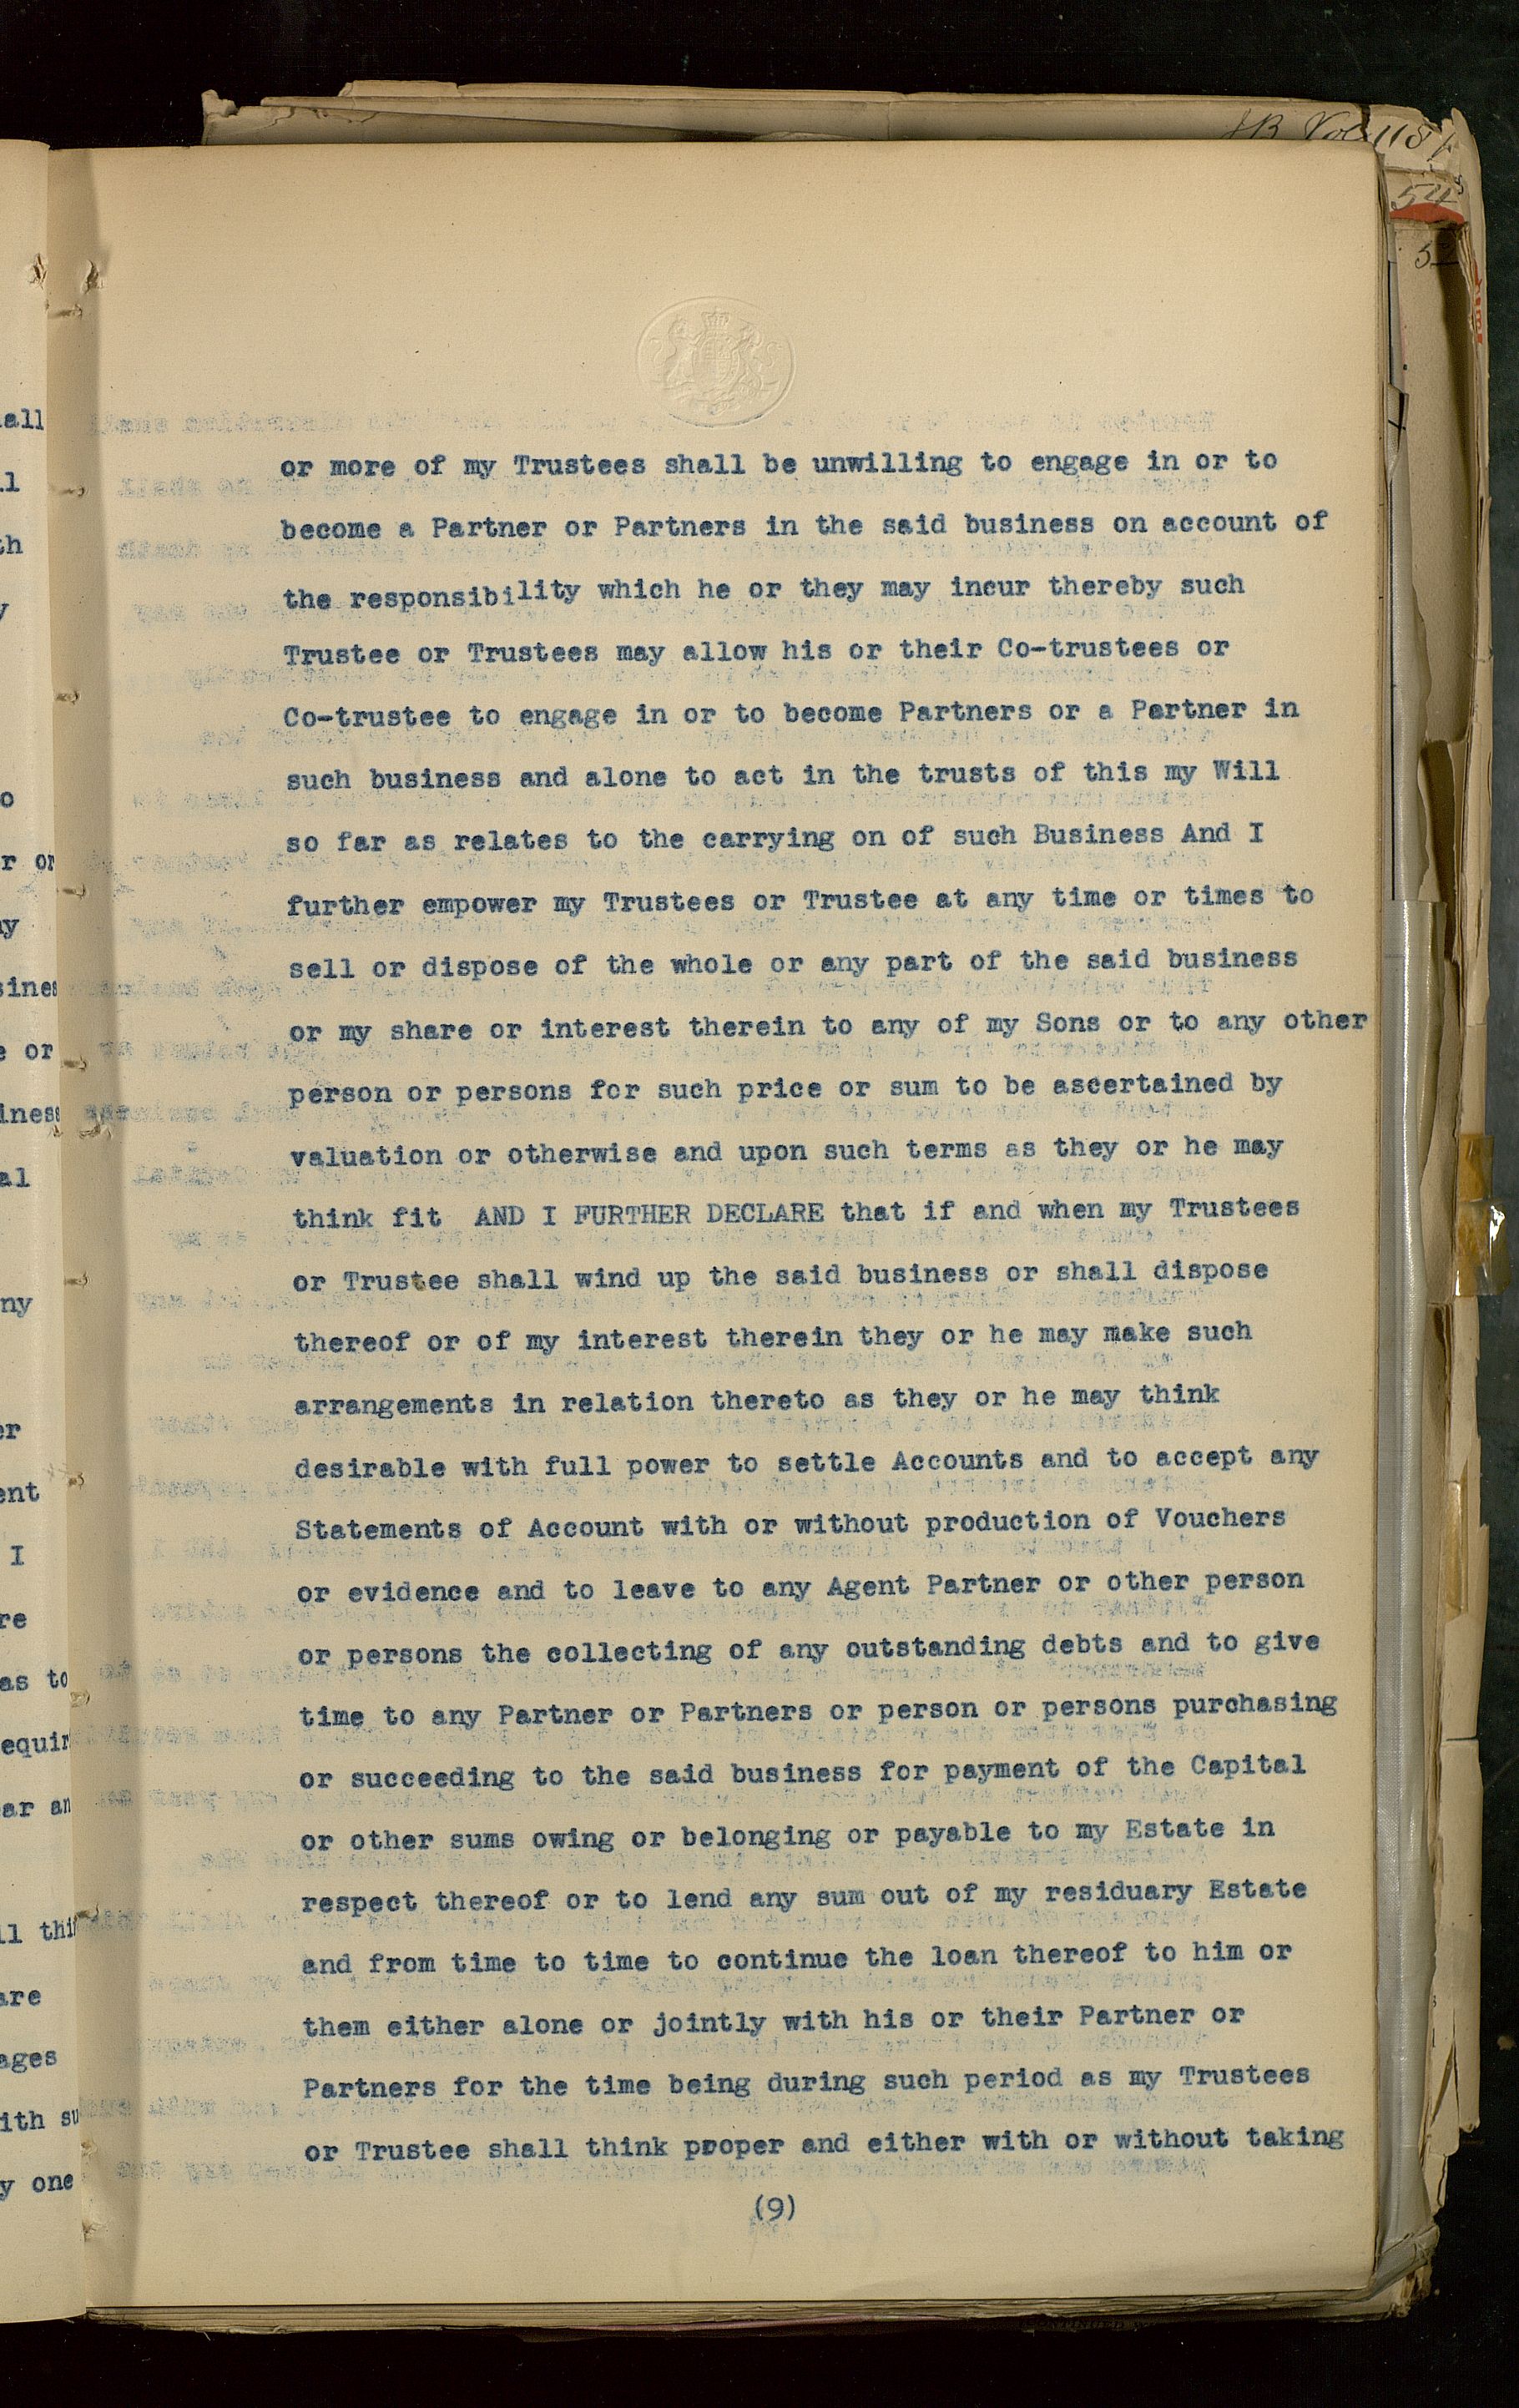 or more of my Trustees shall be unwilling to engage in or to
become a Partner or Partners in the said business on account of
the responsibility which he or they may incur thereby such
Trustee or Trustees may allow his or their Co-trustees or
Co-trustee to engage in or to become Partners or a Partner in
such business and alone to act in the trusts of this my Will
so far as relates to the carrying on of such Business And I
further empower my Trustees or Trustee at any time or times to
sell or dispose of the whole or any part of the said business
or my share or interest therein to any of my Sons or to any other
person or persons for such price or sum to be ascertained by
valuation or otherwise and upon such terms as they or he may
think fit  AND I FURTHER DECLARE that if and when my Trustees
or Trustee shall wind up the said business or shall dispose
thereof or of my interest therein they or he may make such
arrangements in relation thereto as they or he may think
desirable with full power to settle Accounts and to accept any
Statements of Account with or without production of Vouchers
or evidence and to leave to any Agent Partner or other person
or persons the collecting of any outstanding debts and to give
time to any Partner or Partners or person or persons purchasing
or succeeding to the said business for payment of the Capital
or other sums owing or belonging or payable to my Estate in
respect thereof or to lend any sum out of my residuary Estate
and from time to time to continue the loan thereof to him or
them either alone or jointly with his or their Partner or
Partners for the time being during such period as my Trustees
or Trustee shall think proper and either with or without taking
(9)
54